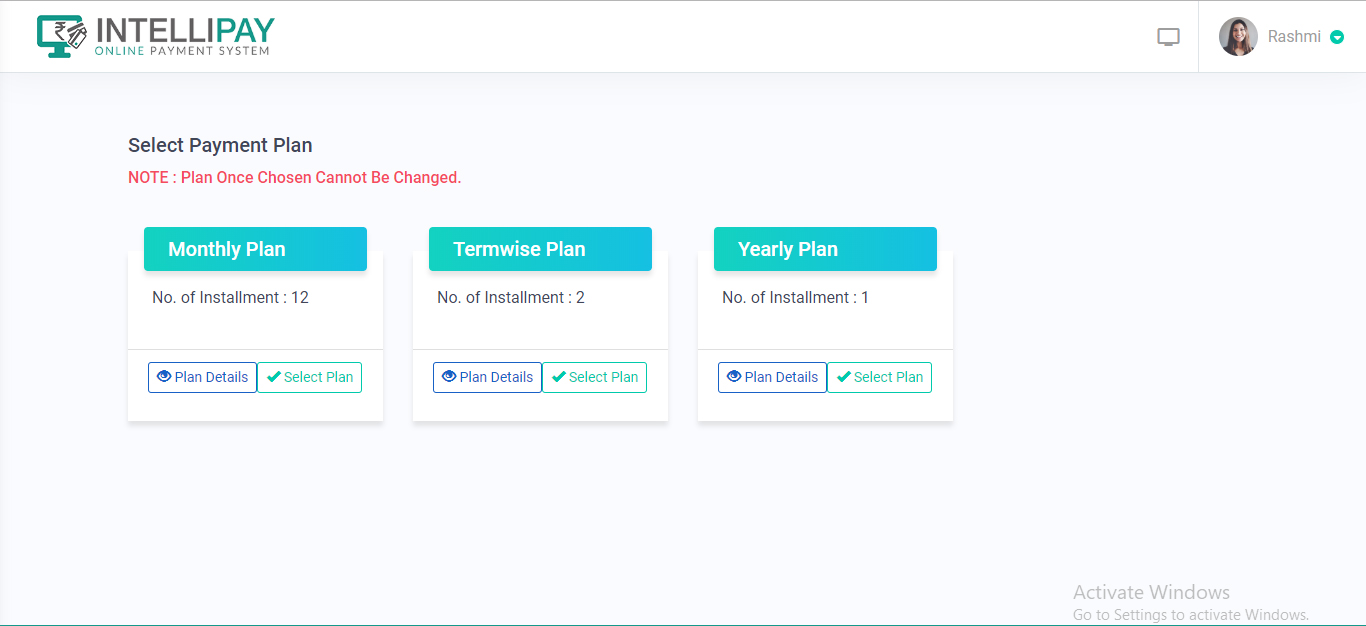 INTELLIPAY
ONLINE PAYMENT SYSTEM
Rashmi
Select Payment Plan
NOTE : Plan Once Chosen Cannot Be Changed.
Monthly Plan
No. of Installment : 12
Plan Details
Select Plan
Termwise Plan
No. of Installment : 2
Plan Details
Select Plan
Yearly Plan
No. of Installment : 1
Plan Details
Select Plan
Activate Windows
Go to Settings to activate Windows.